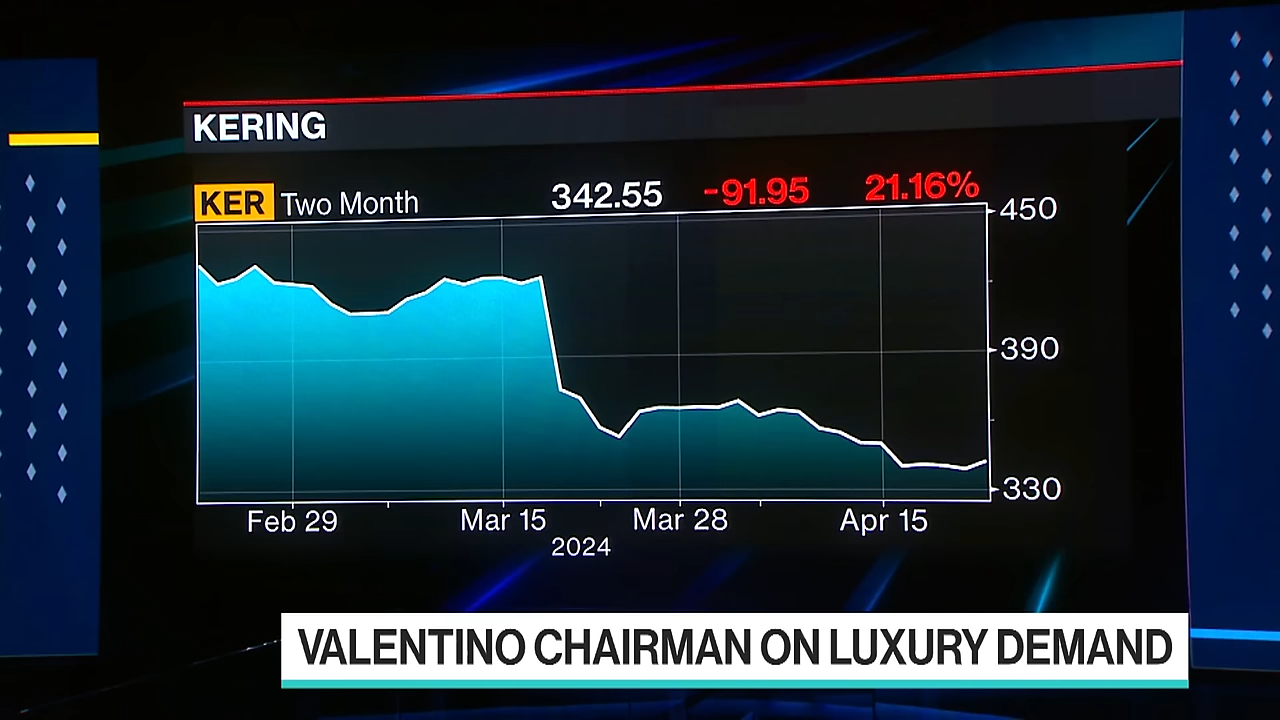 KERING
KER Two Month 342.55 -91.95 21.16%
450
390
330
Feb 29 Mar 15 Mar 28 Apr 15
2024
VALENTINO CHAIRMAN ON LUXURY DEMAND